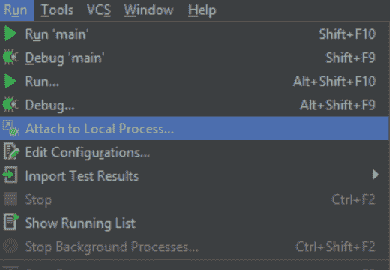 Run Tools VCS Window Help
Run 'main' Shift+F10
Debug 'main' Shift+F9
Run... Alt+Shift+F10
Debug... Alt+Shift+F9
Attach to Local Process...
Edit Configurations...
Import Test Results
Stop Ctrl+F2
Show Running List
Stop Background Processes... Ctrl+Shift+F2